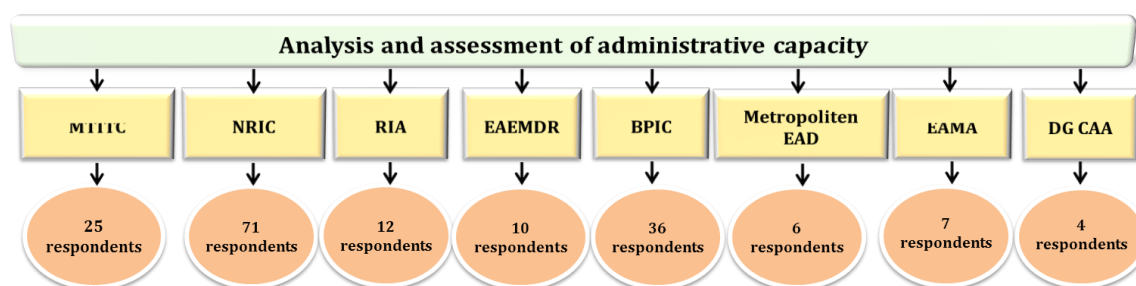 Analysis and assessment of administrative capacity
MTITC
NRIC
RIA
EAEMDR
BPIC
Metropoliten
EAD
EAMA
DG CAA
25
respondents
71
respondents
12
respondents
10
respondents
36
respondents
6
respondents
7
respondents
4
respondents